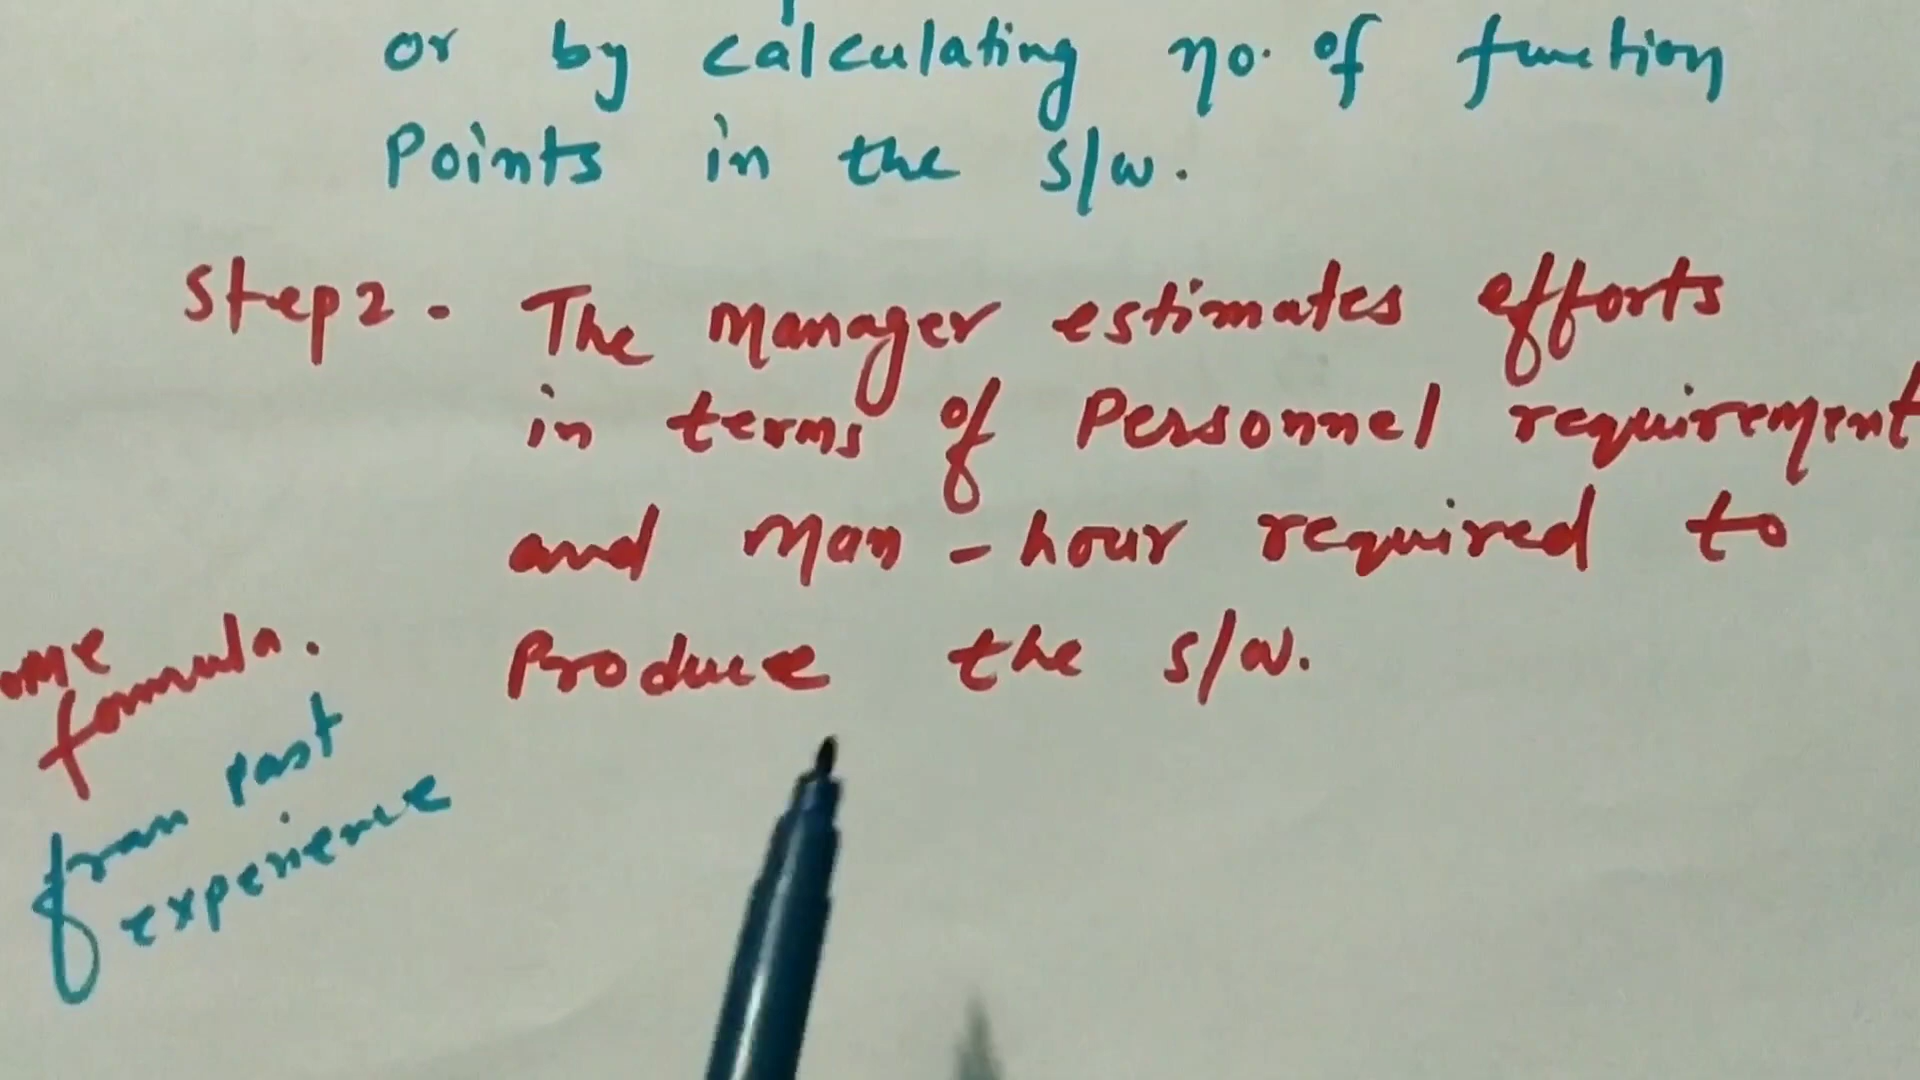 or by calculating no. of function
Points in the s/w.
Step 2. The manager estimates efforts
in terms of Personnel requirement
and Man-hour required to
Produce the s/w.
formula.
from past
experience